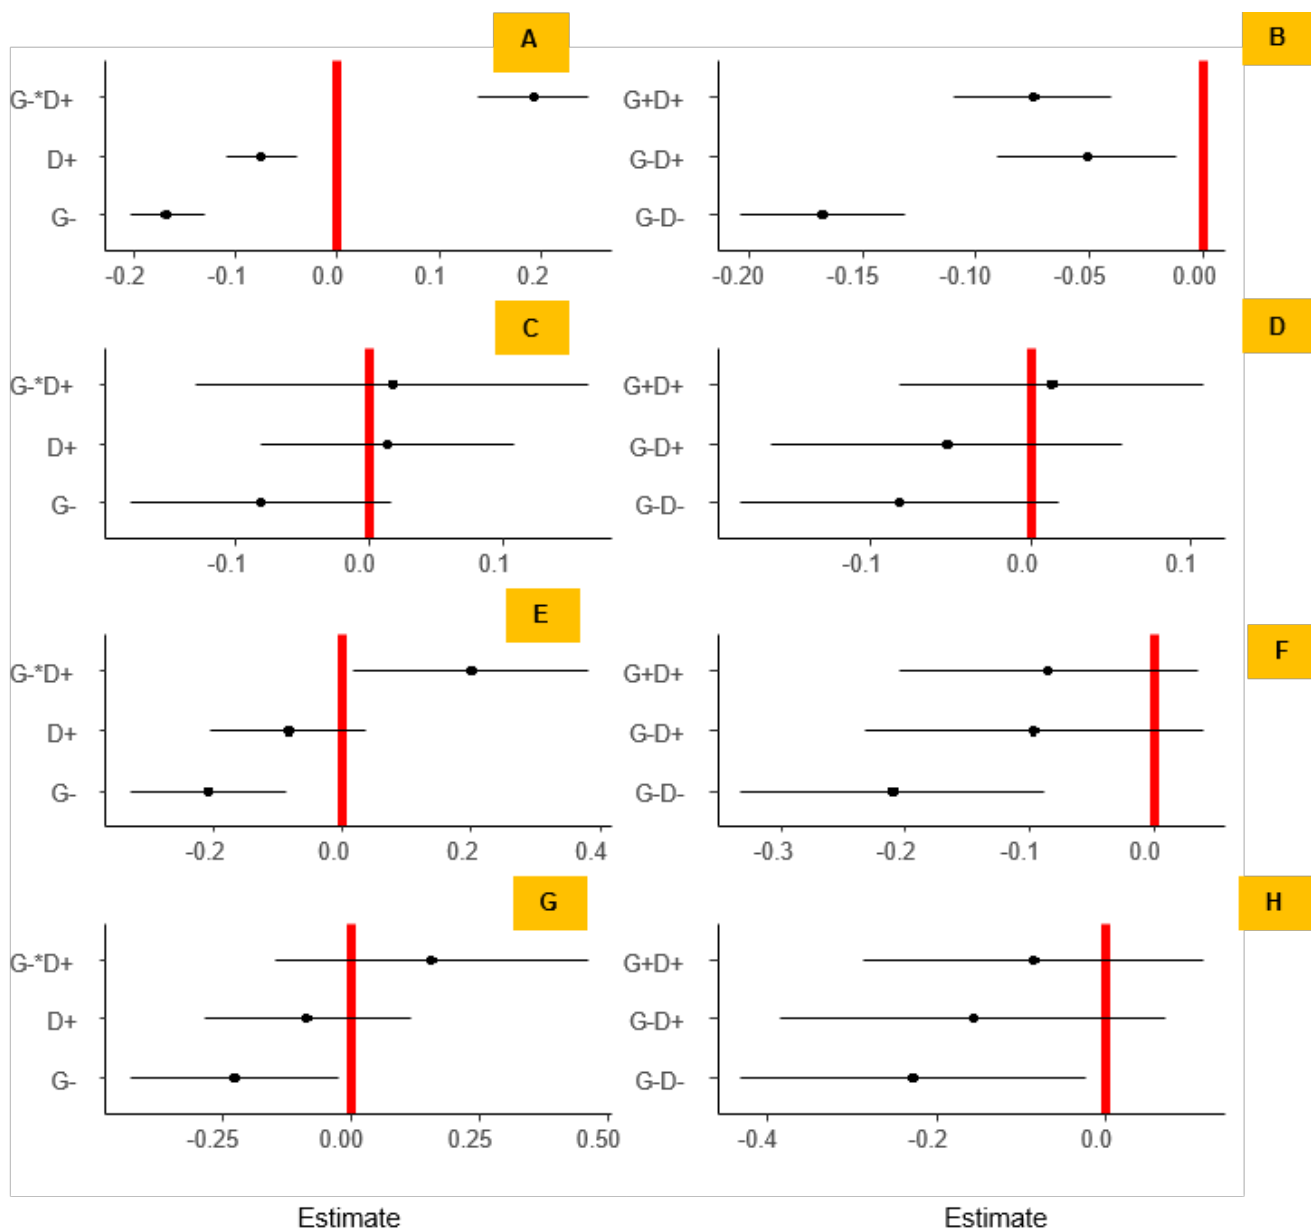 A
B
G-*D+
D+
G-
-0.2 -0.1 0.0 0.1 0.2
G+D+
G-D+
G-D-
-0.20 -0.15 -0.10 -0.05 0.00
C
D
G-*D+
D+
G-
-0.1 0.0 0.1
G+D+
G-D+
G-D-
-0.1 0.0 0.1
E
F
G-*D+
D+
G-
-0.2 0.0 0.2 0.4
G+D+
G-D+
G-D-
-0.3 -0.2 -0.1 0.0
G
H
G-*D+
D+
G-
-0.25 0.00 0.25 0.50
G+D+
G-D+
G-D-
-0.4 -0.2 0.0
Estimate
Estimate